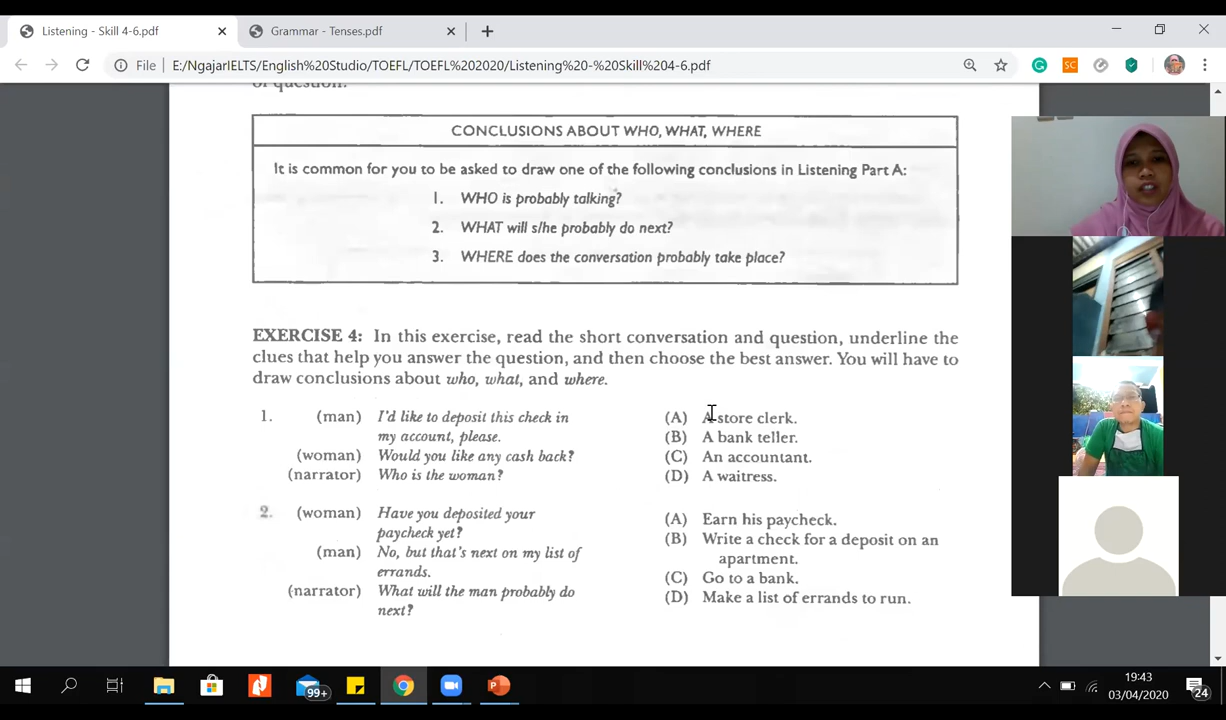 Listening - Skill 4-6.pdf
Grammar - Tenses.pdf
File
E:/NgajarIELTS/English%20Studio/TOEFL/TOEFL%202020/Listening%20-%20Skill%204-6.pdf
of question.
CONCLUSIONS ABOUT WHO, WHAT, WHERE
It is common for you to be asked to draw one of the following conclusions in Listening Part A:
1. WHO is probably talking?
2. WHAT will s/he probably do next?
3. WHERE does the conversation probably take place?
EXERCISE 4: In this exercise, read the short conversation and question, underline the
clues that help you answer the question, and then choose the best answer. You will have to
draw conclusions about who, what, and where.
1. (man) I'd like to deposit this check in
my account, please.
(woman) Would you like any cash back?
(narrator) Who is the woman?
(A) A store clerk.
(B) A bank teller.
(C) An accountant.
(D) A waitress.
2. (woman) Have you deposited your
paycheck yet?
(man) No, but that's next on my list of
errands.
(narrator) What will the man probably do
next?
(A) Earn his paycheck.
(B) Write a check for a deposit on an
apartment.
(C) Go to a bank.
(D) Make a list of errands to run.
SC
99+
19:43
03/04/2020
24